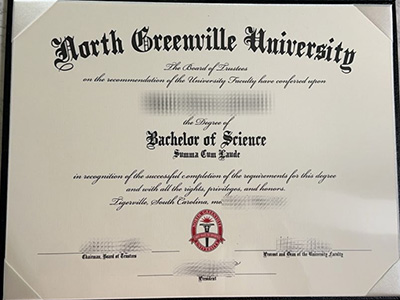 North Greenville University
The Board of Trustees
on the recommendation of the University Faculty have conferred upon
the Degree of
Bachelor of Science
Summa Cum Laude
in recognition of the successful completion of the requirements for this degree
and with all the rights, privileges, and honors.
Tigerville, South Carolina,
Chairman, Board of Trustees
Provost and Dean of the University Faculty
President